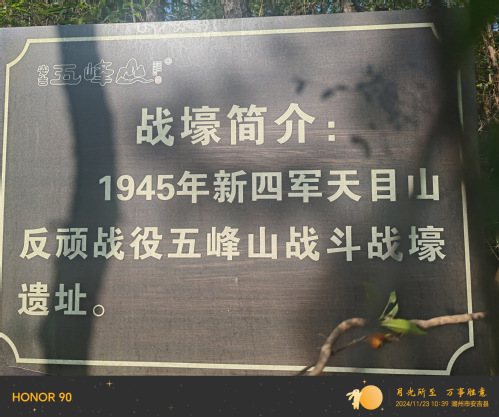 安吉五峰山
战壕简介：
1945年新四军天目山
反顽战役五峰山战斗战壕
遗址。
HONOR 90
月光所至 万事胜意
2024/11/23 10:39 湖州市安吉县